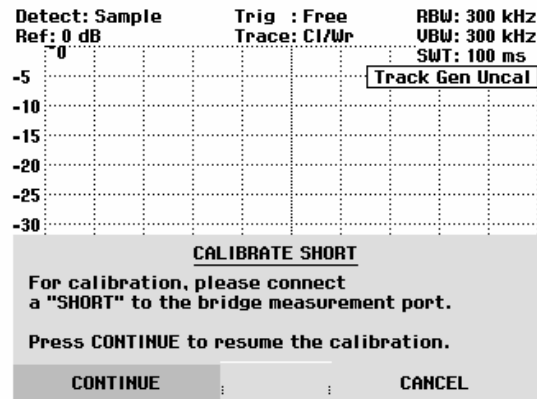 Detect: Sample Trig : Free RBW: 300 kHz
Ref: 0 dB Trace: Cl/Wr VBW: 300 kHz
0 SWT: 100 ms
-5 Track Gen Uncal
-10
-15
-20
-25
-30
CALIBRATE SHORT
For calibration, please connect
a "SHORT" to the bridge measurement port.
Press CONTINUE to resume the calibration.
CONTINUE CANCEL